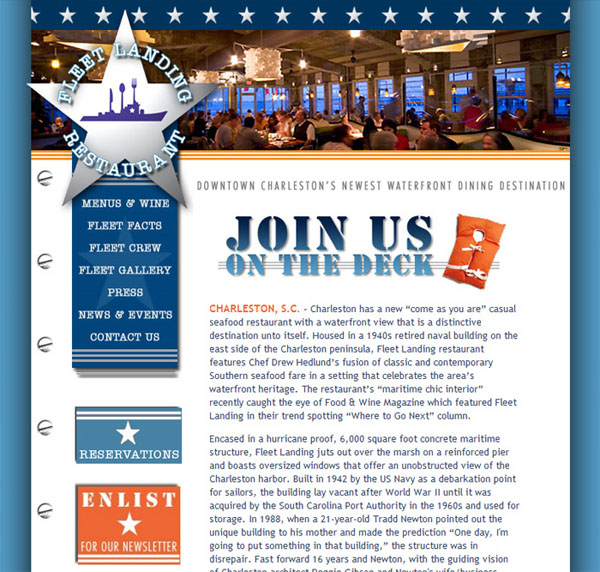 FLEET LANDING
RESTAURANT
DOWNTOWN CHARLESTON'S NEWEST WATERFRONT DINING DESTINATION
MENUS & WINE
FLEET FACTS
FLEET CREW
FLEET GALLERY
PRESS
NEWS & EVENTS
CONTACT US
RESERVATIONS
ENLIST
FOR OUR NEWSLETTER
JOIN US
ON THE DECK
CHARLESTON, S.C. - Charleston has a new “come as you are” casual
seafood restaurant with a waterfront view that is a distinctive
destination unto itself. Housed in a 1940s retired naval building on the
east side of the Charleston peninsula, Fleet Landing restaurant
features Chef Drew Hedlund's fusion of classic and contemporary
Southern seafood fare in a setting that celebrates the area's
waterfront heritage. The restaurant's “maritime chic interior”
recently caught the eye of Food & Wine Magazine which featured Fleet
Landing in their trend spotting “Where to Go Next” column.
Encased in a hurricane proof, 6,000 square foot concrete maritime
structure, Fleet Landing juts out over the marsh on a reinforced pier
and boasts oversized windows that offer an unobstructed view of the
Charleston harbor. Built in 1942 by the US Navy as a debarkation point
for sailors, the building lay vacant after World War II until it was
acquired by the South Carolina Port Authority in the 1960s and used for
storage. In 1988, when a 21-year-old Tradd Newton pointed out the
unique building to his mother and made the prediction “One day, I'm
going to put something in that building,” the structure was in
disrepair. Fast forward 16 years and Newton, with the guiding vision
of Charleston architect Reggie Gibson and Newton's wife/business